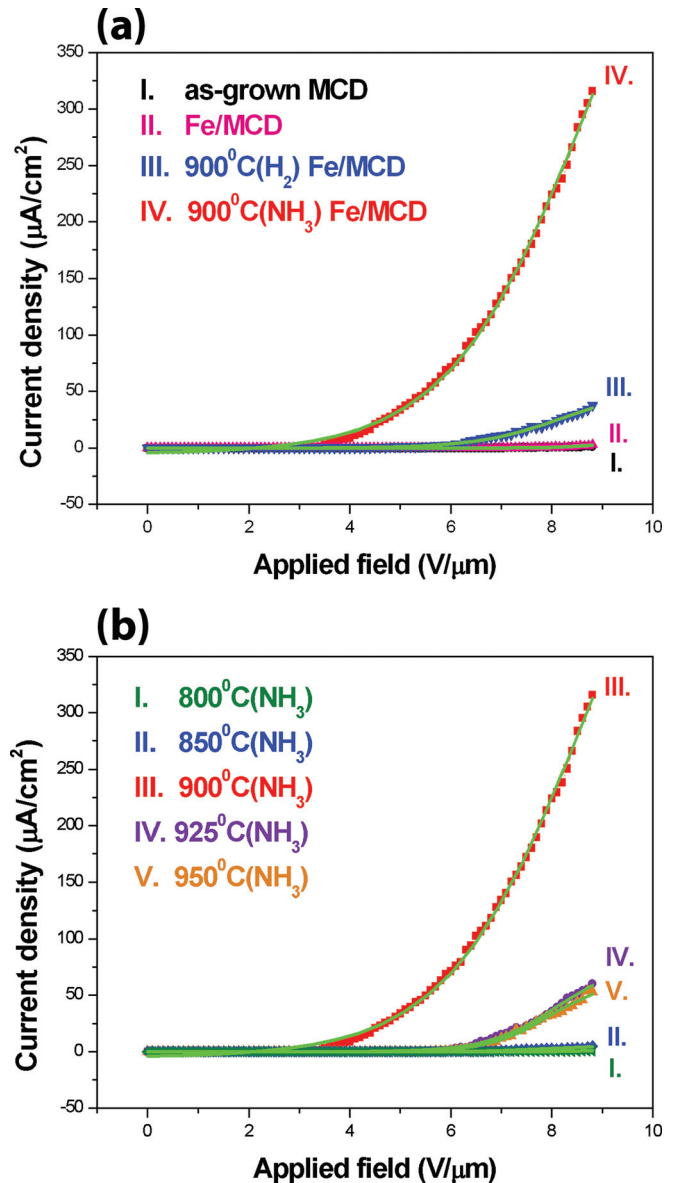 (a)
350
300
250
200
150
100
50
0
-50
Current density (μA/cm²)
I. as-grown MCD
II. Fe/MCD
III. 900⁰C(H₂) Fe/MCD
IV. 900⁰C(NH₃) Fe/MCD
IV.
III.
II.
I.
0 2 4 6 8 10
Applied field (V/μm)
(b)
350
300
250
200
150
100
50
0
-50
Current density (μA/cm²)
I. 800⁰C(NH₃)
II. 850⁰C(NH₃)
III. 900⁰C(NH₃)
IV. 925⁰C(NH₃)
V. 950⁰C(NH₃)
III.
IV.
V.
II.
I.
0 2 4 6 8 10
Applied field (V/μm)